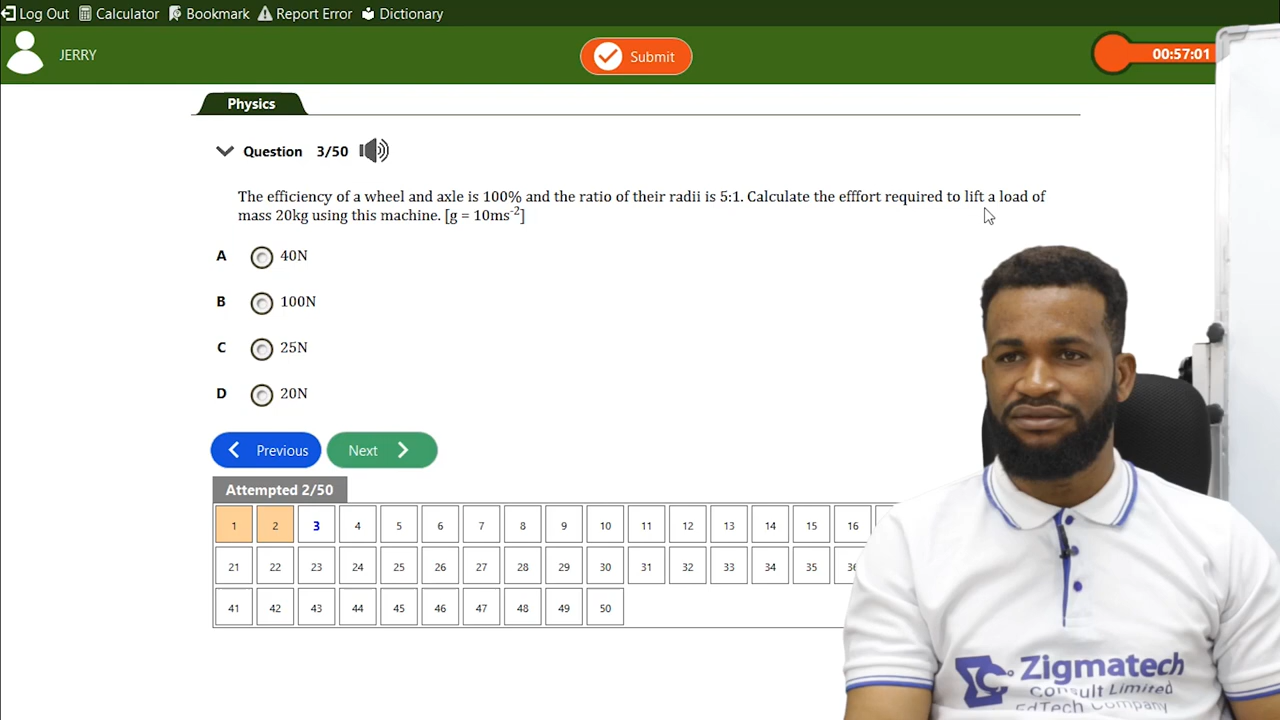 Log Out Calculator Bookmark Report Error Dictionary
JERRY
Submit
00:57:01
Physics
Question 3/50
The efficiency of a wheel and axle is 100% and the ratio of their radii is 5:1. Calculate the efffort required to lift a load of
mass 20kg using this machine. [g = 10ms⁻²]
A 40N
B 100N
C 25N
D 20N
Previous Next
Attempted 2/50
1 2 3 4 5 6 7 8 9 10 11 12 13 14 15 16
21 22 23 24 25 26 27 28 29 30 31 32 33 34 35
41 42 43 44 45 46 47 48 49 50
Zigmatech
Consult Limited
EdTech Company